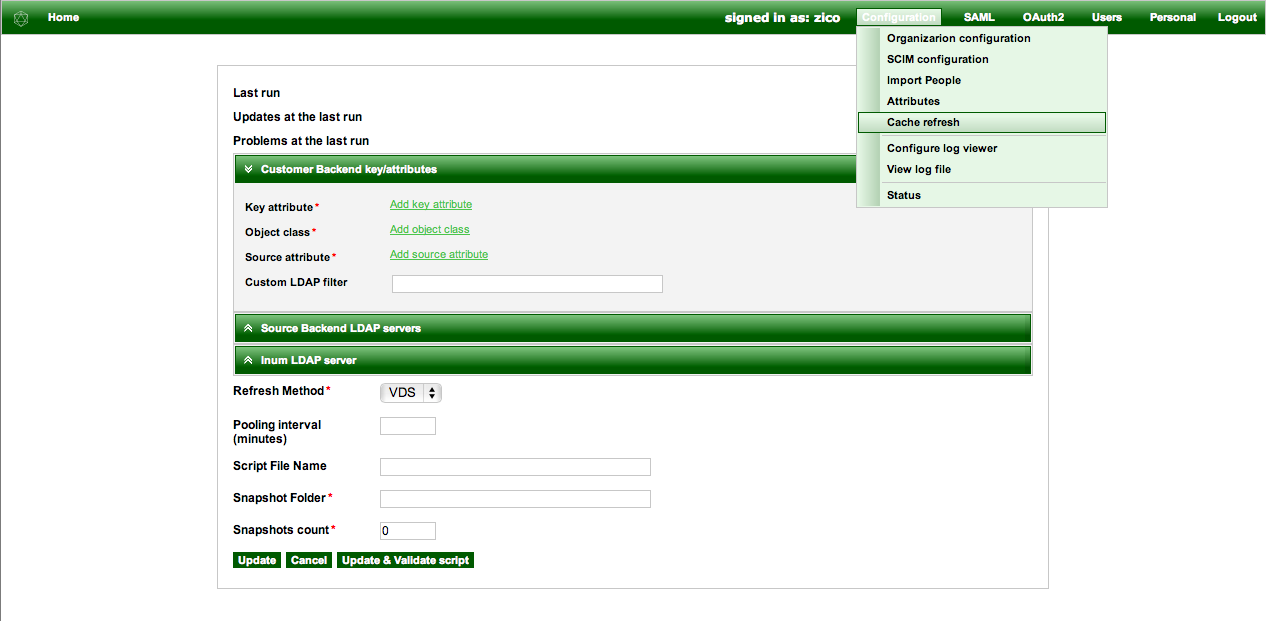 Home
signed in as: zico
Configuration
SAML
OAuth2
Users
Personal
Logout
Organizarion configuration
SCIM configuration
Import People
Attributes
Cache refresh
Configure log viewer
View log file
Status
Last run
Updates at the last run
Problems at the last run
Customer Backend key/attributes
Key attribute* Add key attribute
Object class* Add object class
Source attribute* Add source attribute
Custom LDAP filter
Source Backend LDAP servers
Inum LDAP server
Refresh Method* VDS
Pooling interval
(minutes)
Script File Name
Snapshot Folder*
Snapshots count* 0
Update Cancel Update & Validate script